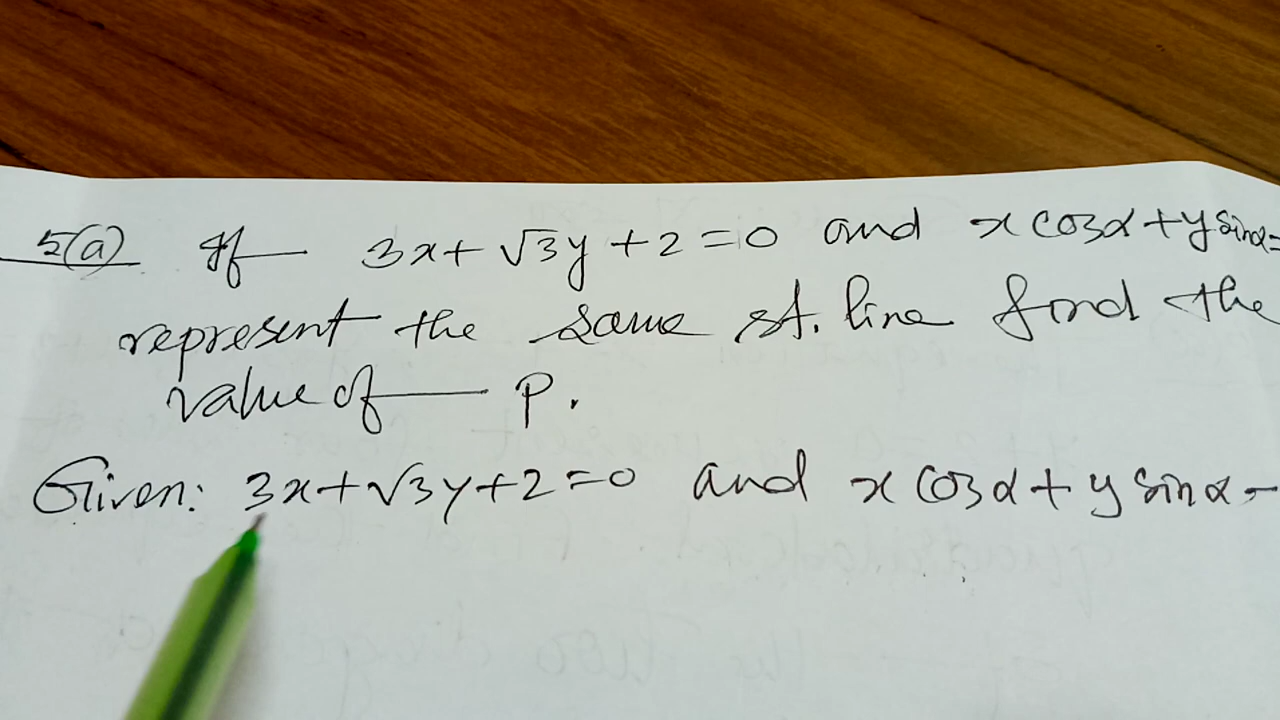 5(a) If 3x + √3y + 2 = 0 and x cosα + y sinα =
represent the same st. line find the
value of P.
Given: 3x + √3y + 2 = 0 and x cosα + y sinα -